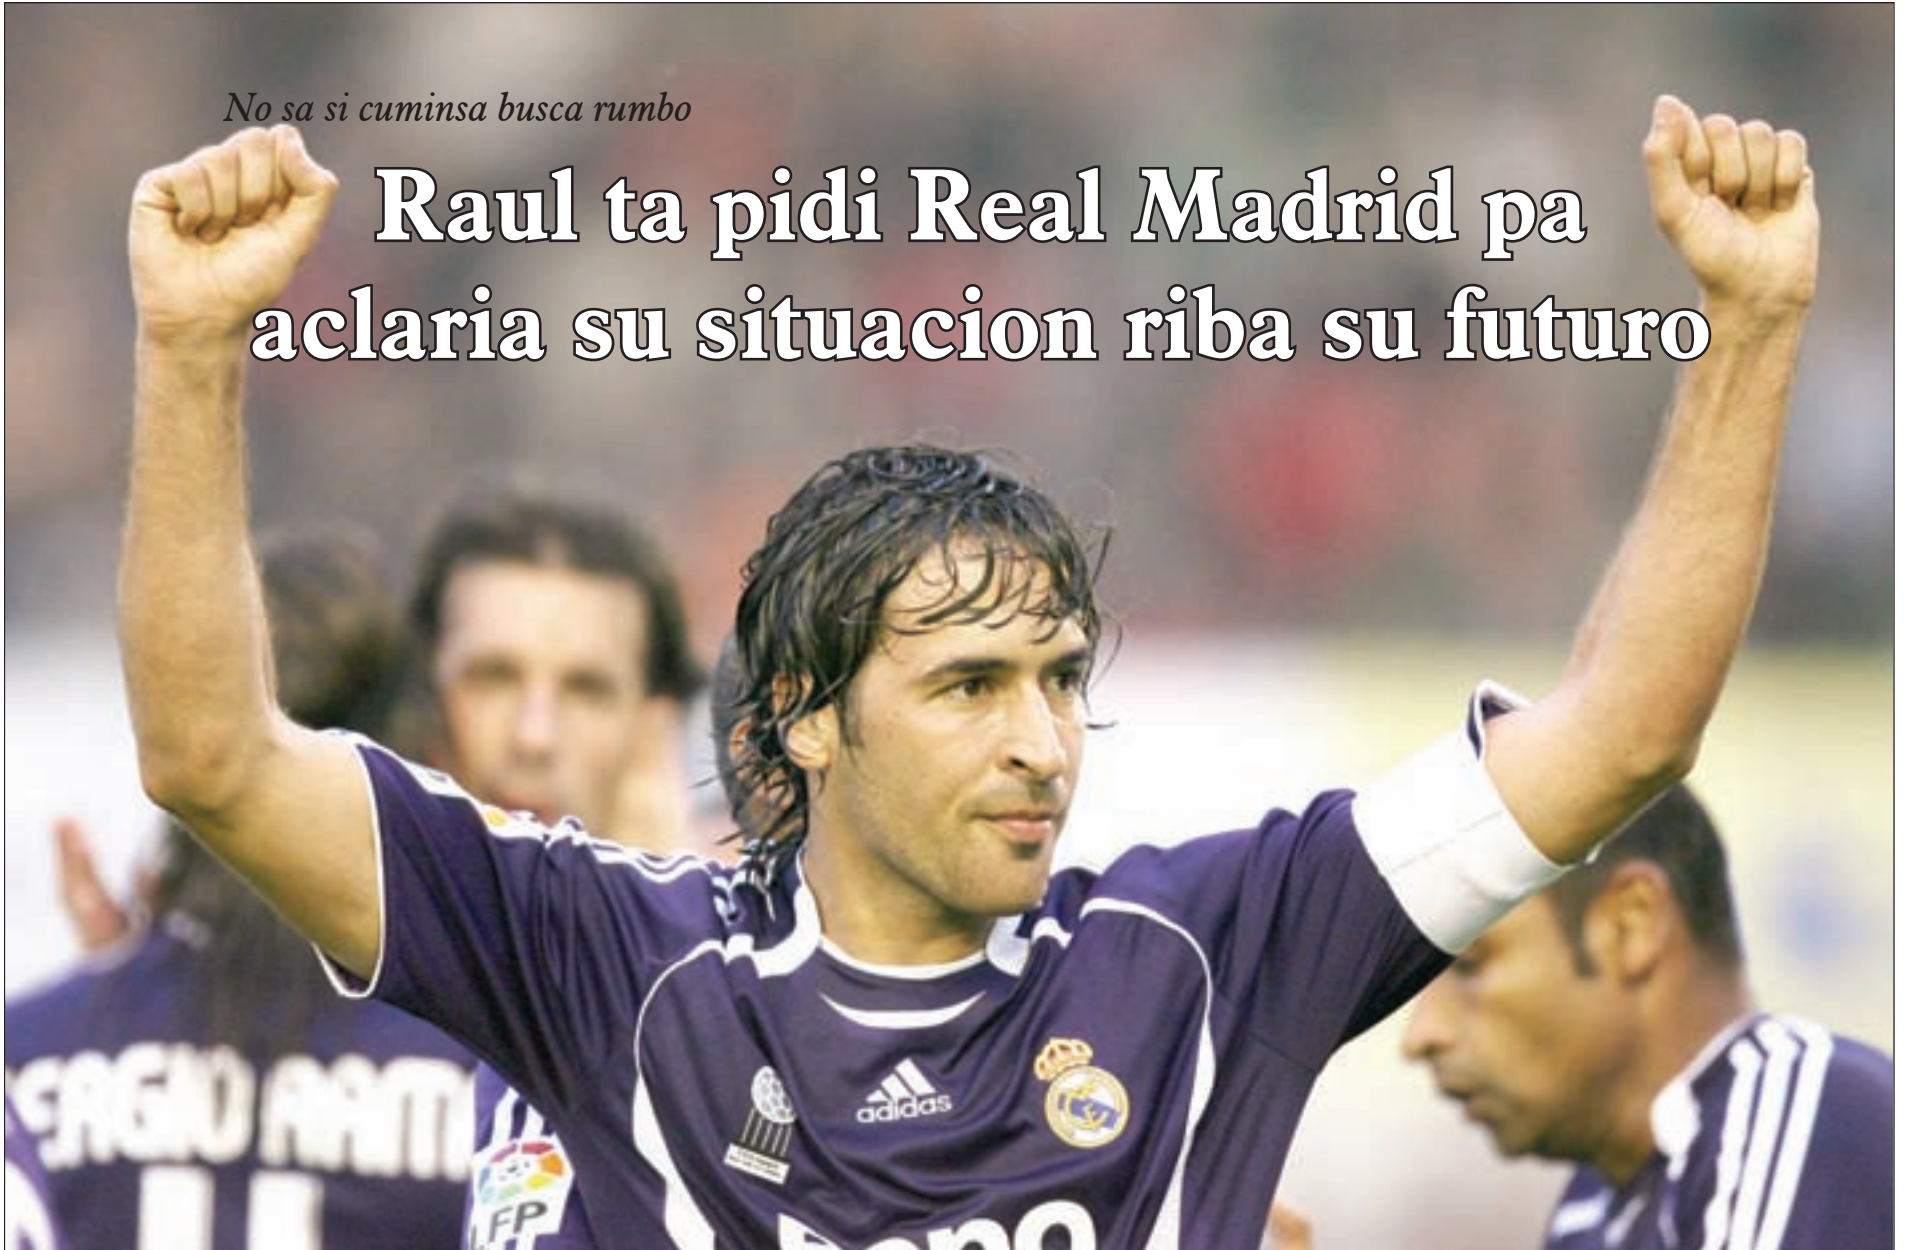 No sa si cuminsa busca rumbo
Raul ta pidi Real Madrid pa
aclaria su situacion riba su futuro
adidas
LFP